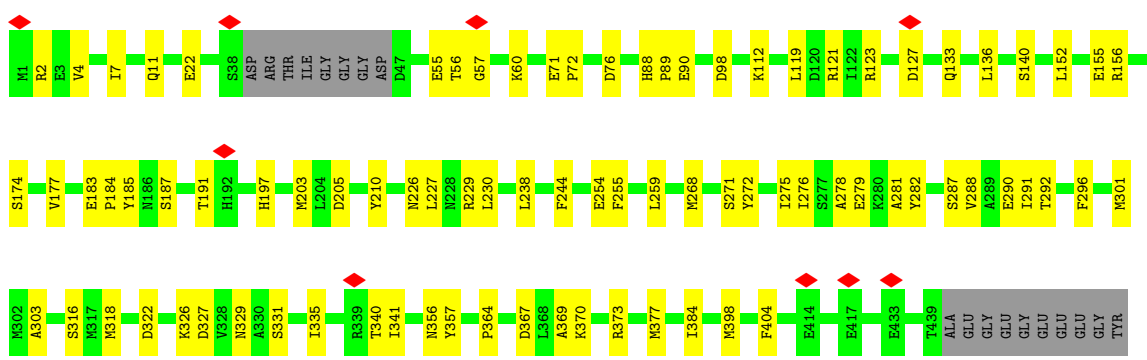 M1 R2 E3 V4 I7 Q11 E22 S38 ASP ARG THR ILE GLY GLY GLY ASP D47 E55 T56 G57 K60 E71 P72 D76 H88 P89 E90 D98 K112 L119 D120 R121 I122 R123 D127 Q133 L136 S140 L152 E155 R156
S174 V177 E183 P184 Y185 N186 S187 T191 H192 H197 M203 L204 D205 Y210 N226 L227 N228 R229 L230 L238 F244 E254 F255 L259 M268 S271 Y272 I275 I276 S277 A278 E279 K280 A281 Y282 S287 V288 A289 E290 I291 T292 F296 M301
M302 A303 S316 M317 M318 D322 K326 D327 V328 N329 A330 S331 I335 R339 T340 I341 N356 Y357 P364 D367 L368 A369 K370 R373 M377 I384 M398 F404 E414 E417 E433 T439 ALA GLU GLY GLU GLY GLU GLU GLU GLY TYR